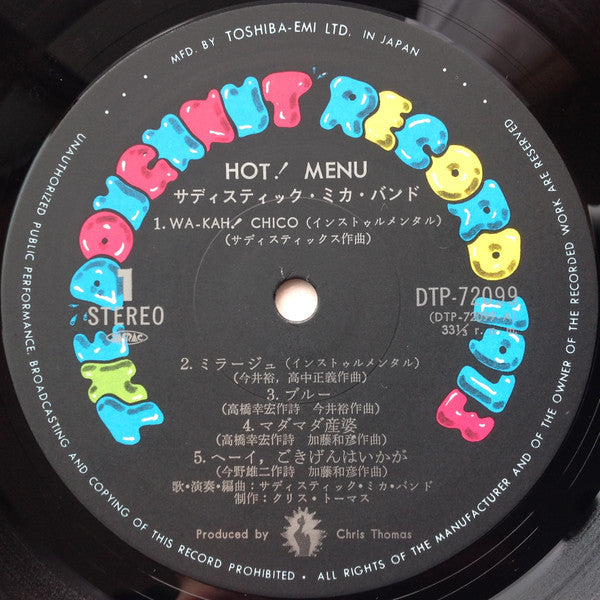 MFD. BY TOSHIBA-EMI LTD. IN JAPAN
DOUGHNUT RECORD 1975
HOT! MENU
サディスティック・ミカ・バンド
1. WA-KAH! CHICO (インストゥルメンタル)
(サディスティックス作曲)
1
STEREO
JASRAC
DTP-72099
(DTP-72099
33⅓ r.
2. ミラージュ (インストゥルメンタル)
(今井裕, 高中正義作曲)
3. ブルー
(高橋幸宏作詩 今井裕作曲)
4. マダマダ産婆
(高橋幸宏作詩 加藤和彦作曲)
5. ヘーイ, ごきげんはいかが
(今野雄二作詩 加藤和彦作曲)
歌・演奏・編曲:サディスティック・ミカ・バンド
制作:クリス・トーマス
Produced by Chris Thomas
UNAUTHORIZED PUBLIC PERFORMANCE, BROADCASTING AND COPYING OF THIS RECORD PROHIBITED • ALL RIGHTS OF THE MANUFACTURER AND OF THE OWNER OF THE RECORDED WORK ARE RESERVED